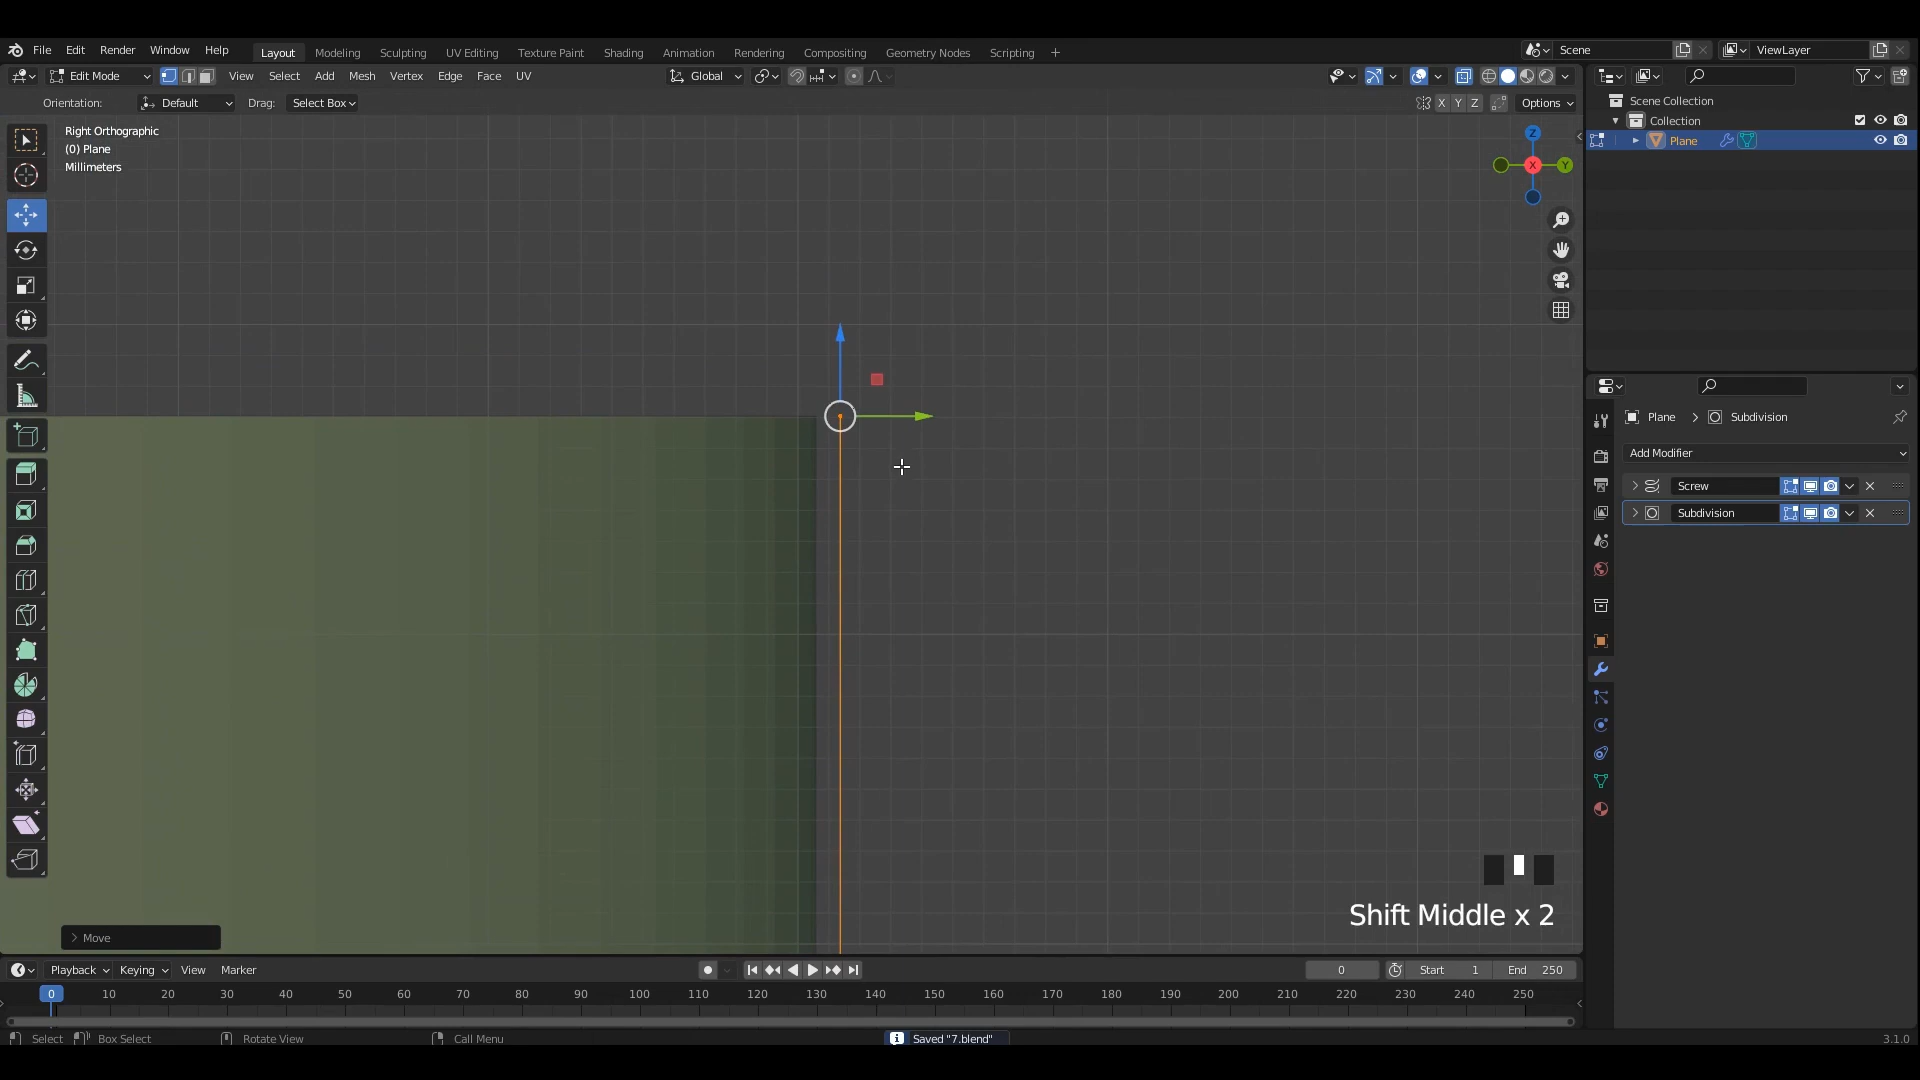 File Edit Render Window Help Layout Modeling Sculpting UV Editing Texture Paint Shading Animation Rendering Compositing Geometry Nodes Scripting + Scene ViewLayer
Edit Mode View Select Add Mesh Vertex Edge Face UV Global
Orientation: Default Drag: Select Box X Y Z Options
Right Orthographic
(0) Plane
Millimeters
Z
X
Y
Scene Collection
Collection
Plane
Plane > Subdivision
Add Modifier
Screw
Subdivision
Shift Middle x 2
> Move
Playback Keying View Marker 0 Start 1 End 250
0 10 20 30 40 50 60 70 80 90 100 110 120 130 140 150 160 170 180 190 200 210 220 230 240 250
Select Box Select Rotate View Call Menu Saved "7.blend" 3.1.0